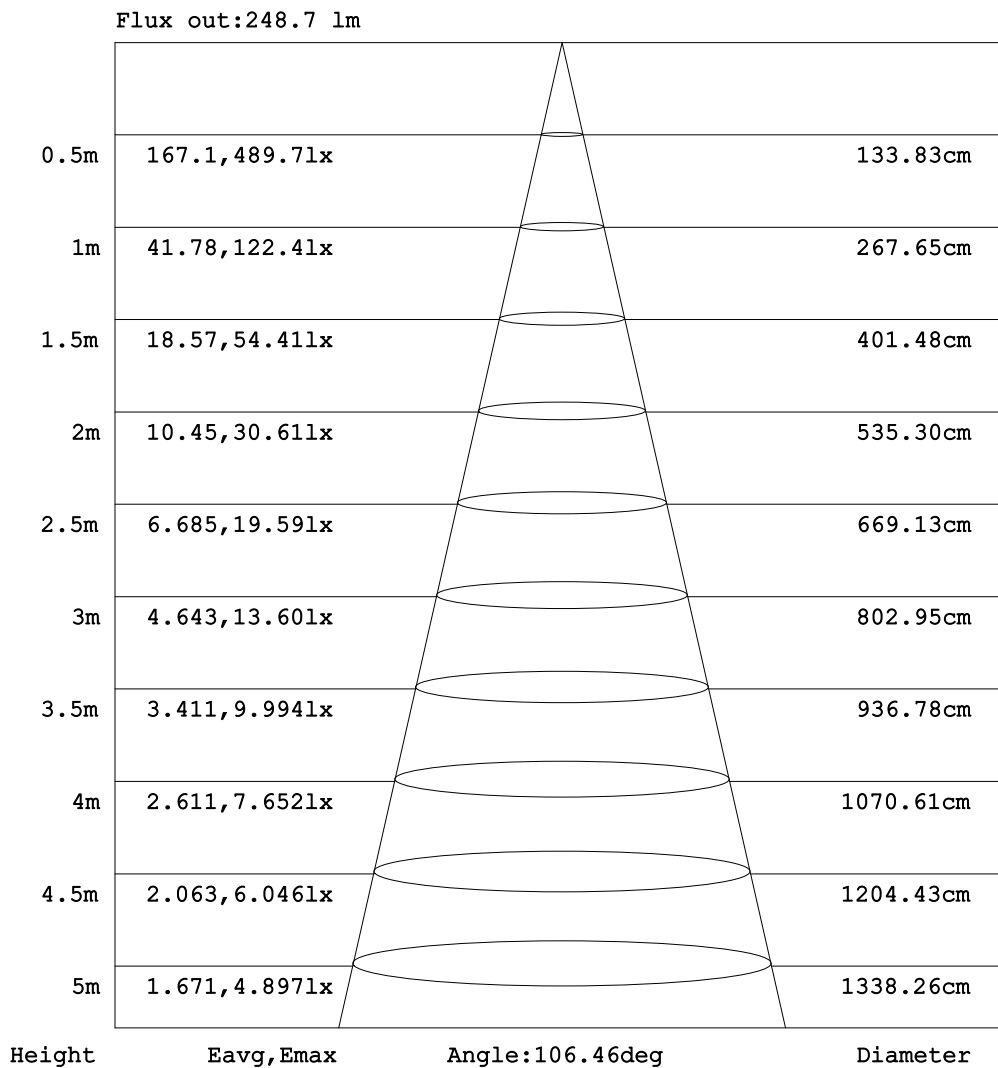 Flux out:248.7 lm
0.5m 167.1,489.7lx 133.83cm
1m 41.78,122.4lx 267.65cm
1.5m 18.57,54.41lx 401.48cm
2m 10.45,30.61lx 535.30cm
2.5m 6.685,19.59lx 669.13cm
3m 4.643,13.60lx 802.95cm
3.5m 3.411,9.994lx 936.78cm
4m 2.611,7.652lx 1070.61cm
4.5m 2.063,6.046lx 1204.43cm
5m 1.671,4.897lx 1338.26cm
Height Eavg,Emax Angle:106.46deg Diameter